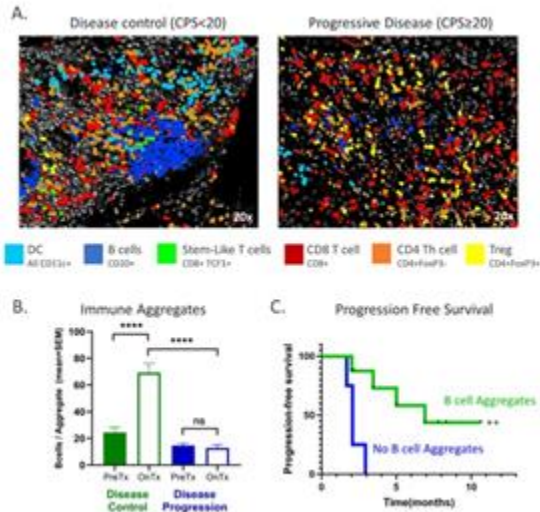 A.
Disease control (CPS<20)
Progressive Disease (CPS≥20)
20x
20x
DC
All CD11c+
B cells
CD20+
Stem-Like T cells
CD8+ TCF1+
CD8 T cell
CD8+
CD4 Th cell
CD4+FoxP3-
Treg
CD4+FoxP3+
B.
Immune Aggregates
****
****
ns
Bcells / Aggregate (mean+SEM)
100
80
60
40
20
0
PreTx
OnTx
PreTx
OnTx
Disease Control
Disease Progression
C.
Progression Free Survival
Progression-free survival
100
50
0
B cell Aggregates
No B cell Aggregates
0
5
10
Time(months)